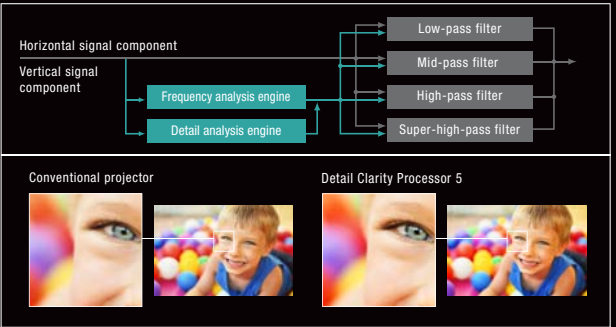 Horizontal signal component
Vertical signal
component
Frequency analysis engine
Detail analysis engine
Low-pass filter
Mid-pass filter
High-pass filter
Super-high-pass filter
Conventional projector
Detail Clarity Processor 5